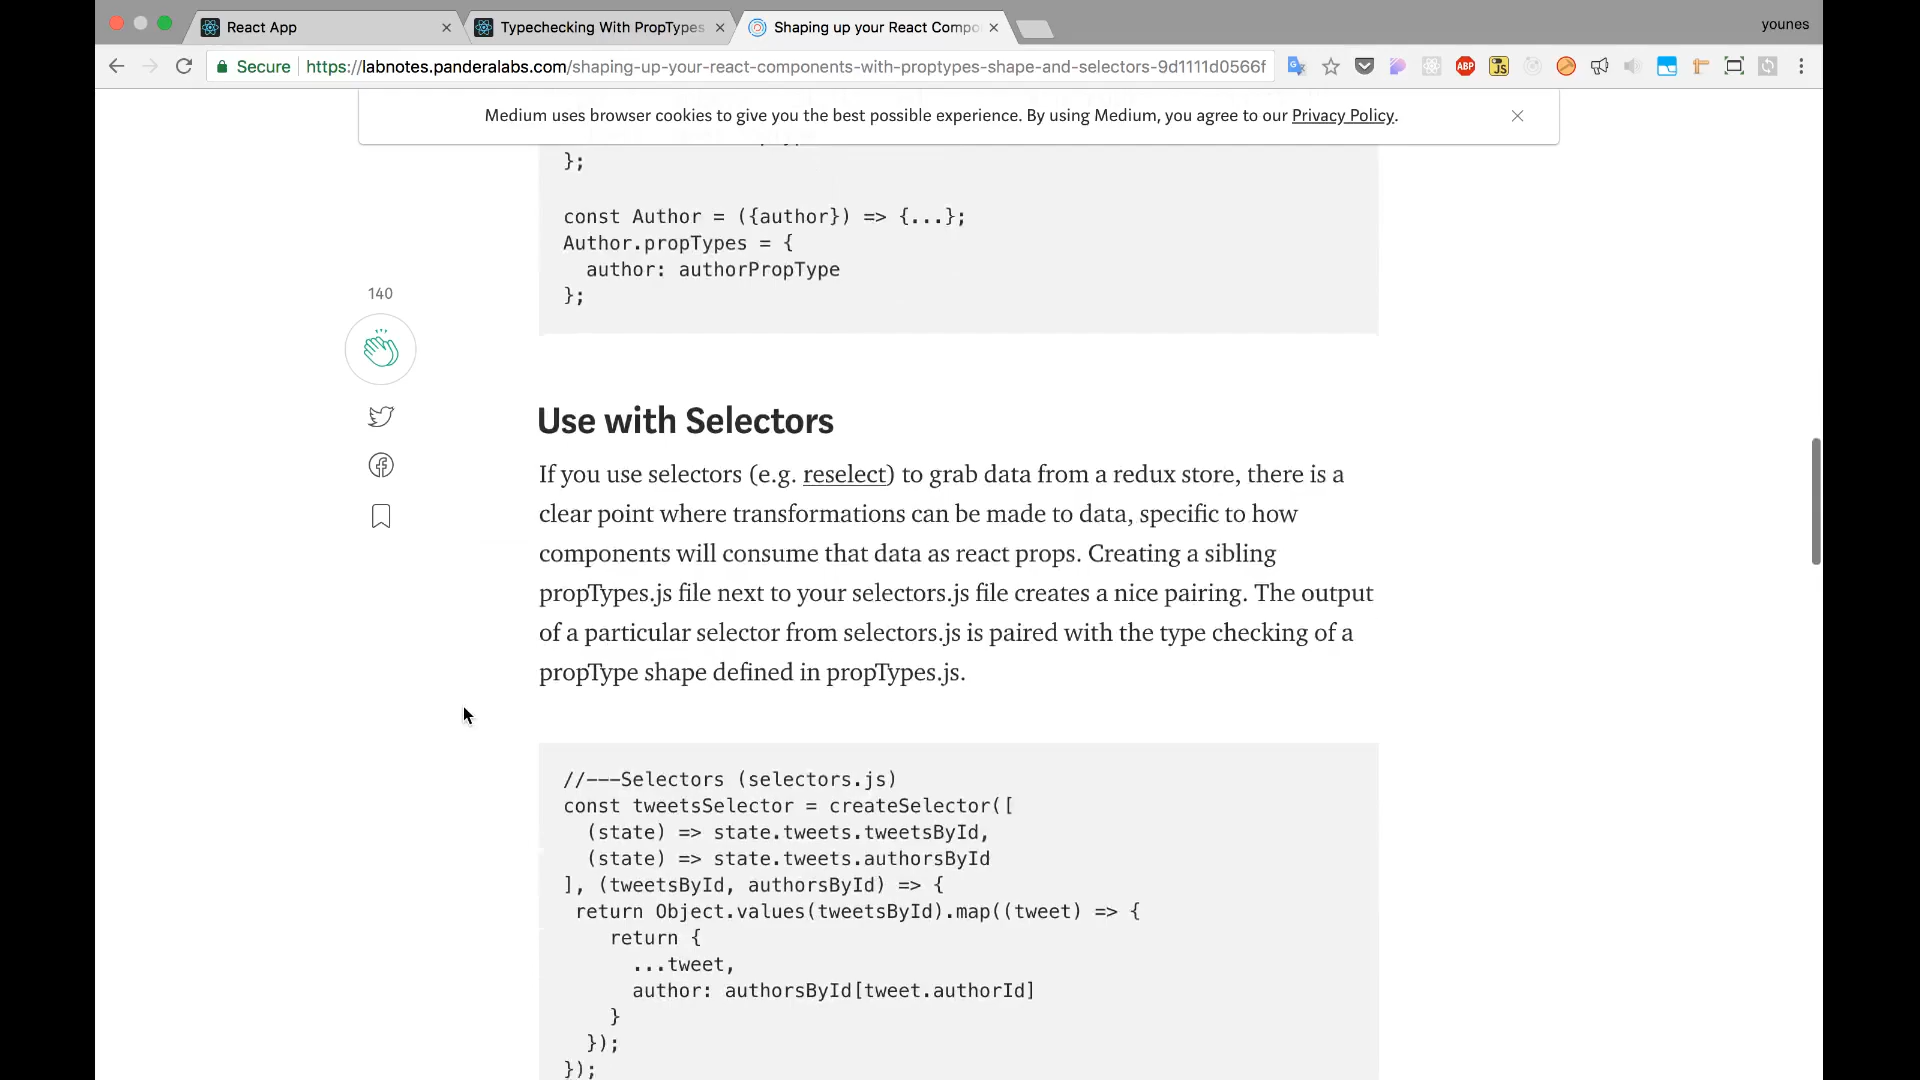 React App
Typechecking With PropTypes
Shaping up your React Compo
younes
Secure
https://labnotes.panderalabs.com/shaping-up-your-react-components-with-proptypes-shape-and-selectors-9d1111d0566f
ABP
JS
Medium uses browser cookies to give you the best possible experience. By using Medium, you agree to our Privacy Policy.
};
const Author = ({author}) => {...};
Author.propTypes = {
author: authorPropType
};
140
Use with Selectors
If you use selectors (e.g. reselect) to grab data from a redux store, there is a
clear point where transformations can be made to data, specific to how
components will consume that data as react props. Creating a sibling
propTypes.js file next to your selectors.js file creates a nice pairing. The output
of a particular selector from selectors.js is paired with the type checking of a
propType shape defined in propTypes.js.
//---Selectors (selectors.js)
const tweetsSelector = createSelector([
(state) => state.tweets.tweetsById,
(state) => state.tweets.authorsById
], (tweetsById, authorsById) => {
return Object.values(tweetsById).map((tweet) => {
return {
...tweet,
author: authorsById[tweet.authorId]
}
});
});